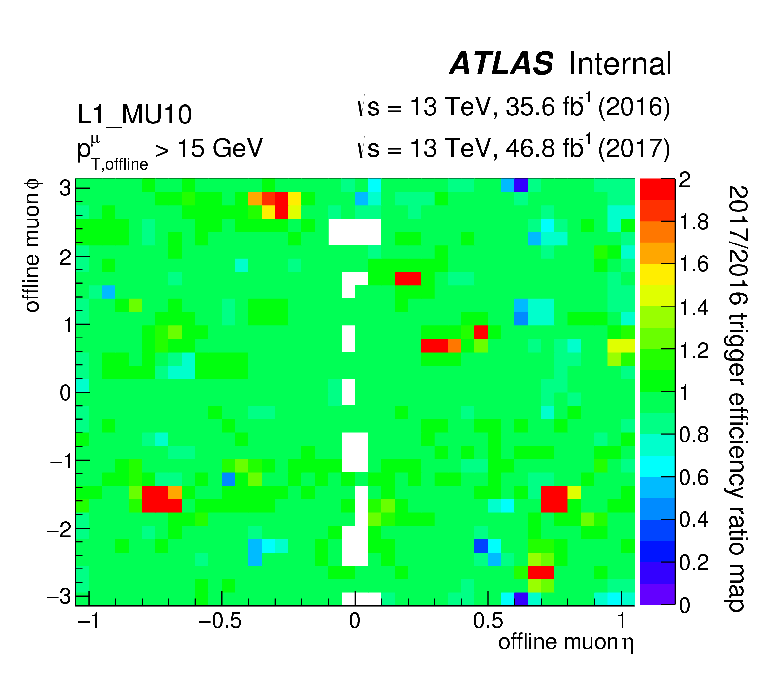 ATLAS Internal
L1_MU10
√s = 13 TeV, 35.6 fb⁻¹ (2016)
p^μ_T,offline > 15 GeV
√s = 13 TeV, 46.8 fb⁻¹ (2017)
offline muon ϕ
3
2
1
0
−1
−2
−3
−1
−0.5
0
0.5
1
offline muon η
2
1.8
1.6
1.4
1.2
1
0.8
0.6
0.4
0.2
0
2017/2016 trigger efficiency ratio map